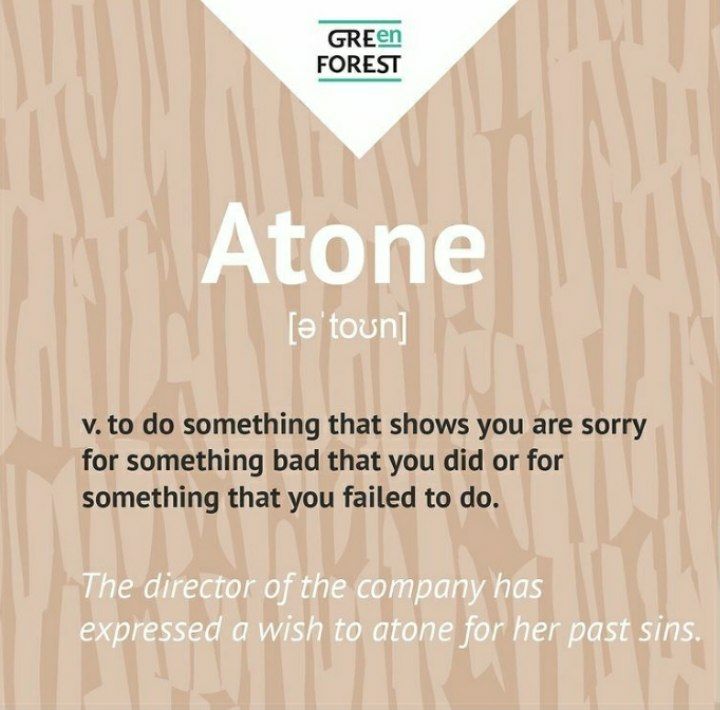 GREen
FOREST
Atone
[əˈtoʊn]
v. to do something that shows you are sorry
for something bad that you did or for
something that you failed to do.
The director of the company has
expressed a wish to atone for her past sins.